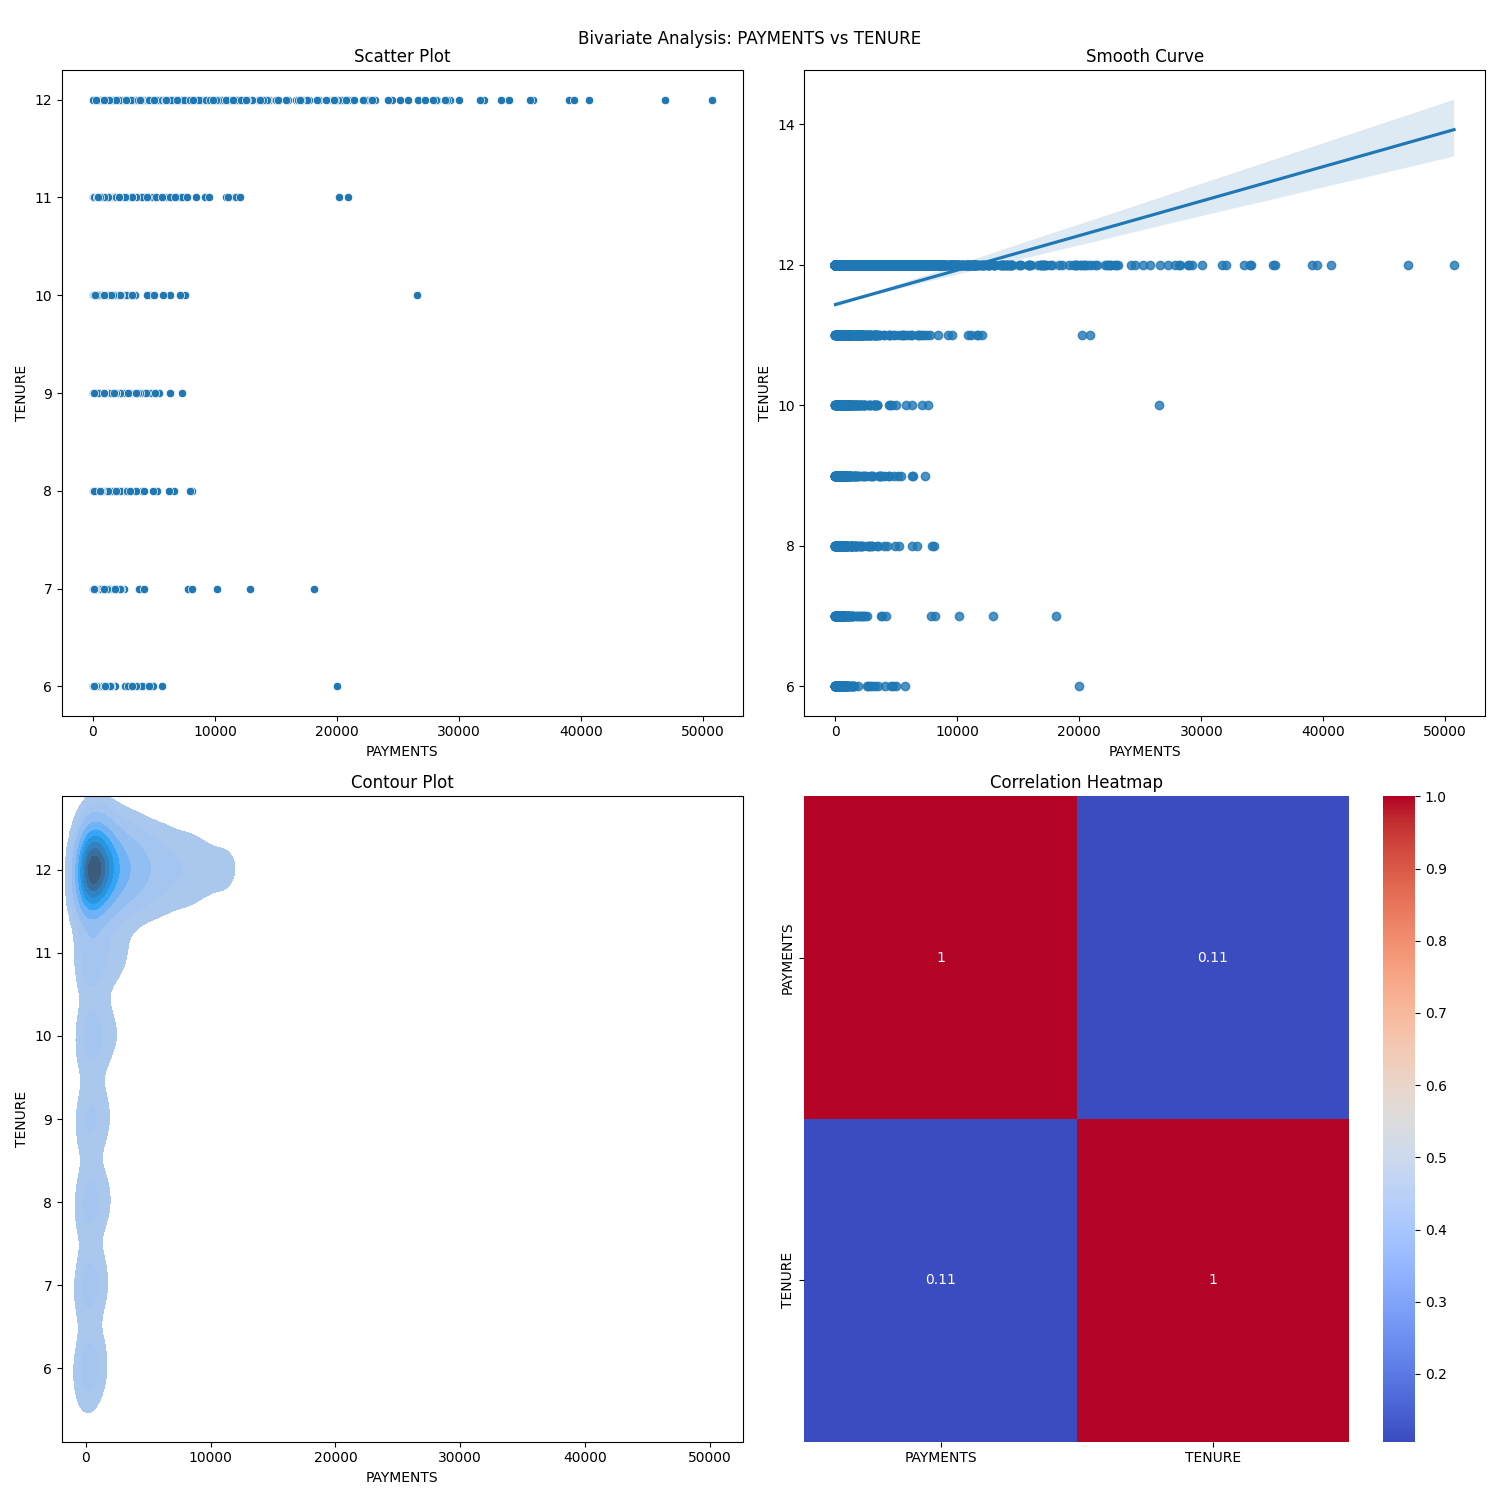 Bivariate Analysis: PAYMENTS vs TENURE
Scatter Plot
12
11
10
9
8
7
6
TENURE
0 10000 20000 30000 40000 50000
PAYMENTS
Smooth Curve
14
12
10
8
6
TENURE
0 10000 20000 30000 40000 50000
PAYMENTS
Contour Plot
12
11
10
9
8
7
6
TENURE
0 10000 20000 30000 40000 50000
PAYMENTS
Correlation Heatmap
PAYMENTS
TENURE
1 0.11
0.11 1
PAYMENTS TENURE
1.0
0.9
0.8
0.7
0.6
0.5
0.4
0.3
0.2